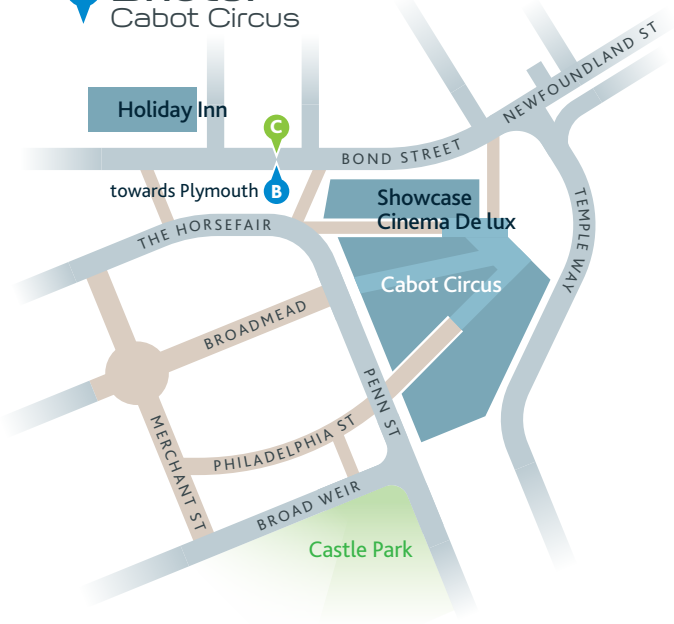 Bristol
Cabot Circus
NEWFOUNDLAND ST
Holiday Inn
C
BOND STREET
towards Plymouth B
Showcase
Cinema De lux
TEMPLE WAY
THE HORSEFAIR
Cabot Circus
BROADMEAD
PENN ST
MERCHANT ST
PHILADELPHIA ST
BROAD WEIR
Castle Park